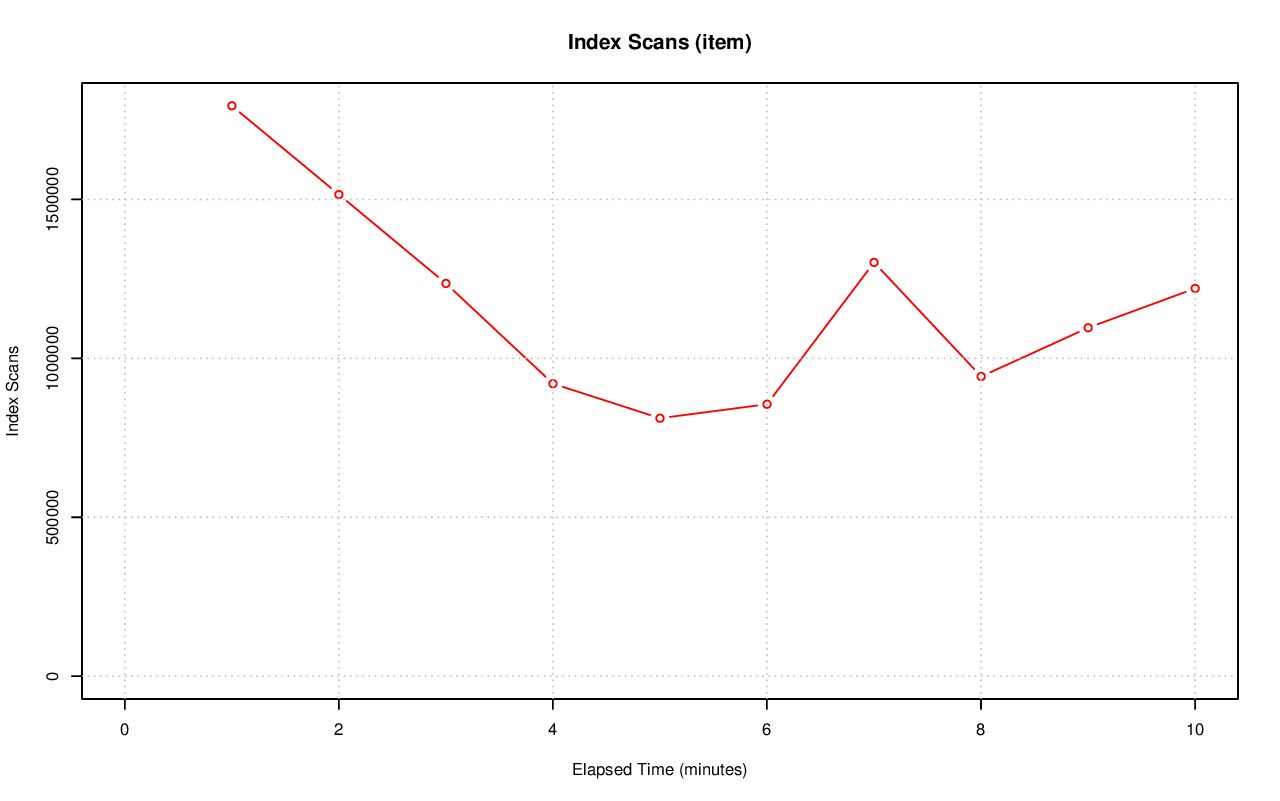 Index Scans (item)
Index Scans
1500000
1000000
500000
0
0 2 4 6 8 10
Elapsed Time (minutes)